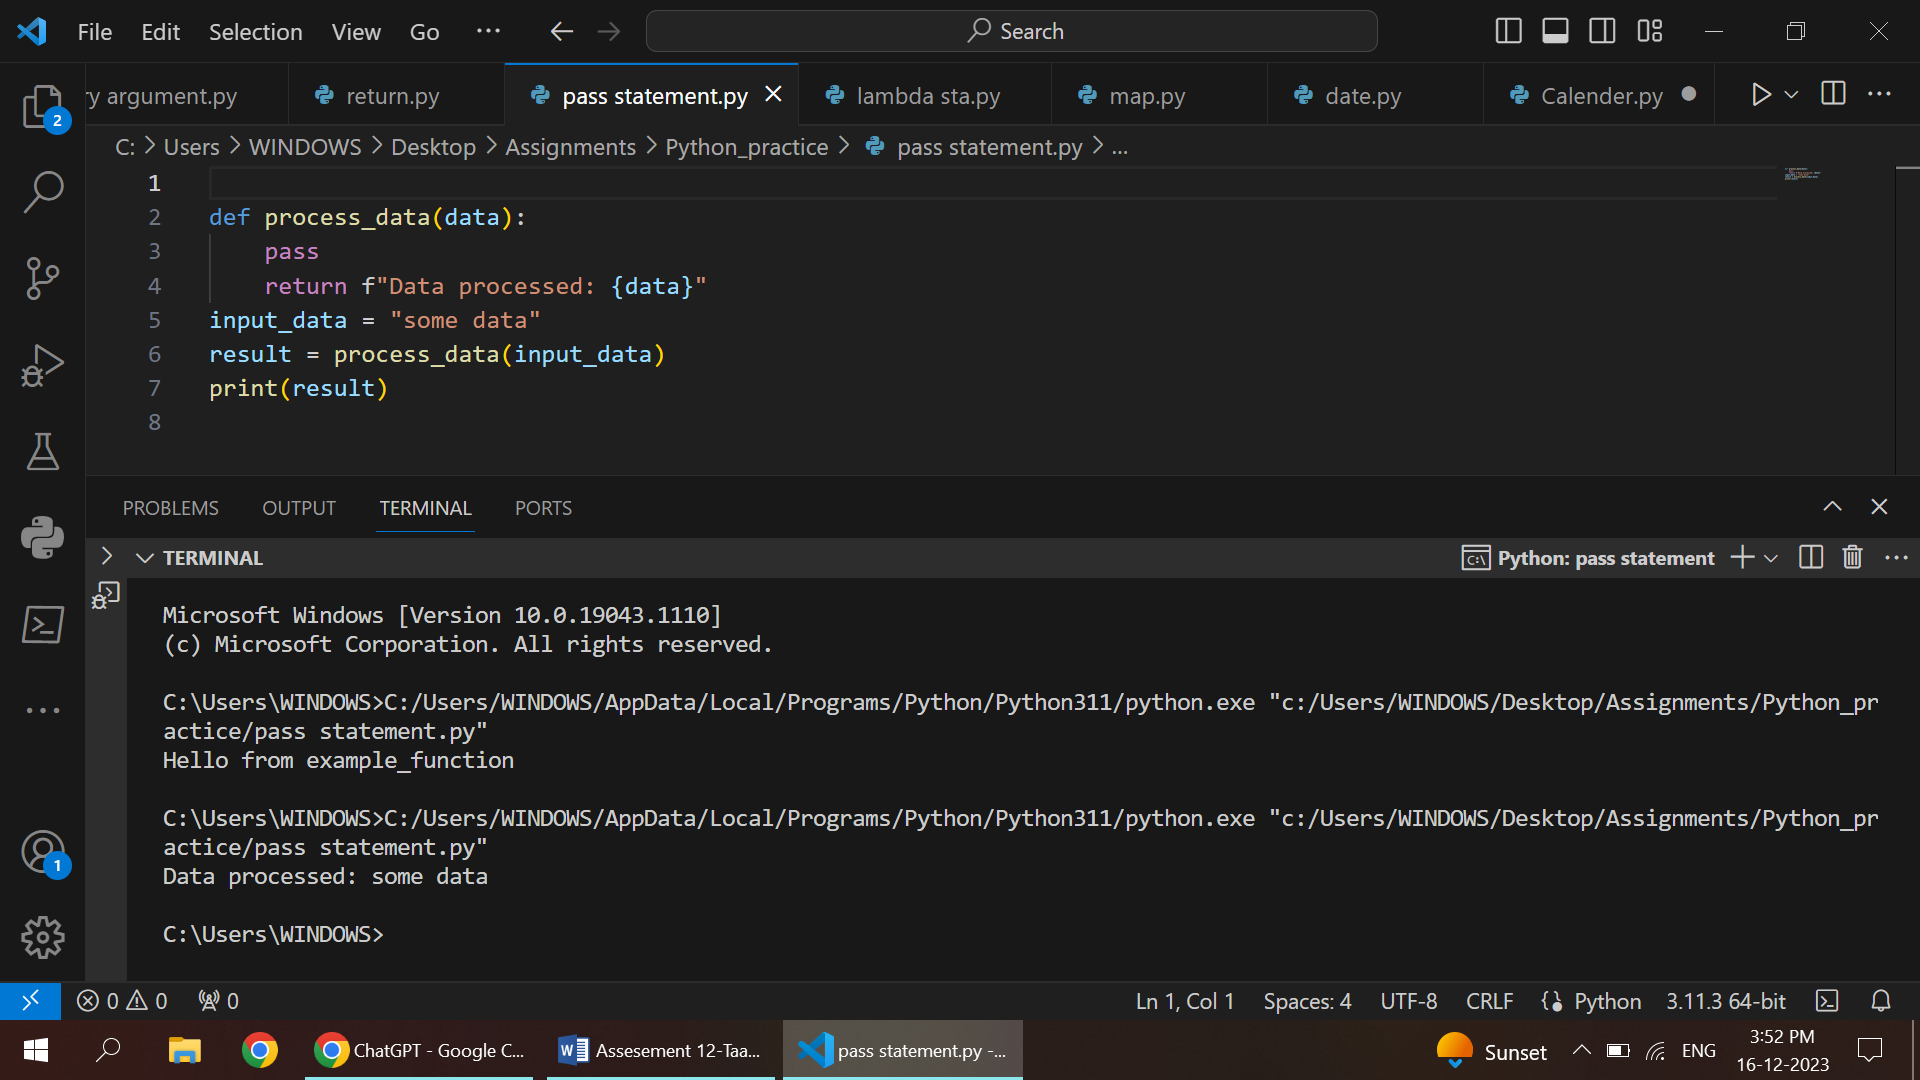 File Edit Selection View Go ··· Search
ry argument.py return.py pass statement.py lambda sta.py map.py date.py Calender.py
2
C: > Users > WINDOWS > Desktop > Assignments > Python_practice > pass statement.py > ...
1
2 def process_data(data):
3 pass
4 return f"Data processed: {data}"
5 input_data = "some data"
6 result = process_data(input_data)
7 print(result)
8
PROBLEMS OUTPUT TERMINAL PORTS
TERMINAL Python: pass statement
Microsoft Windows [Version 10.0.19043.1110]
(c) Microsoft Corporation. All rights reserved.
C:\Users\WINDOWS>C:/Users/WINDOWS/AppData/Local/Programs/Python/Python311/python.exe "c:/Users/WINDOWS/Desktop/Assignments/Python_pr
actice/pass statement.py"
Hello from example_function
C:\Users\WINDOWS>C:/Users/WINDOWS/AppData/Local/Programs/Python/Python311/python.exe "c:/Users/WINDOWS/Desktop/Assignments/Python_pr
actice/pass statement.py"
Data processed: some data
C:\Users\WINDOWS>
1
0 0 0 Ln 1, Col 1 Spaces: 4 UTF-8 CRLF Python 3.11.3 64-bit
ChatGPT - Google C... Assesement 12-Taa... pass statement.py -... Sunset ENG 3:52 PM
16-12-2023